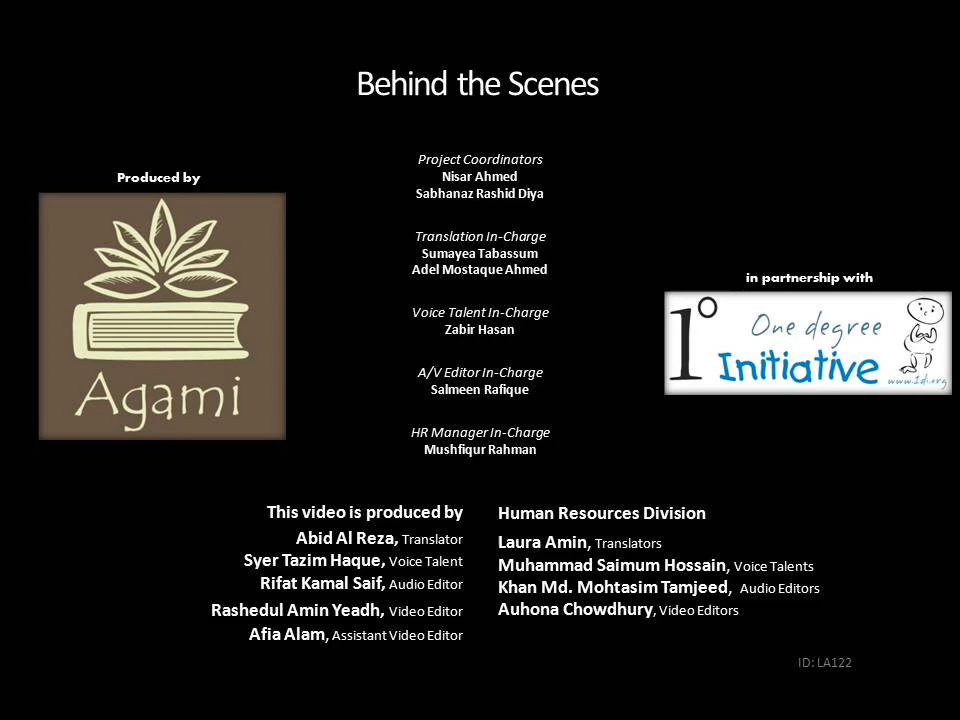 Behind the Scenes
Produced by
Agami
Project Coordinators
Nisar Ahmed
Sabhanaz Rashid Diya
Translation In-Charge
Sumayea Tabassum
Adel Mostaque Ahmed
Voice Talent In-Charge
Zabir Hasan
A/V Editor In-Charge
Salmeen Rafique
HR Manager In-Charge
Mushfiqur Rahman
in partnership with
1°
One degree
Initiative
www.1di.org
This video is produced by
Abid Al Reza, Translator
Syer Tazim Haque, Voice Talent
Rifat Kamal Saif, Audio Editor
Rashedul Amin Yeadh, Video Editor
Afia Alam, Assistant Video Editor
Human Resources Division
Laura Amin, Translators
Muhammad Saimum Hossain, Voice Talents
Khan Md. Mohtasim Tamjeed, Audio Editors
Auhona Chowdhury, Video Editors
ID: LA122